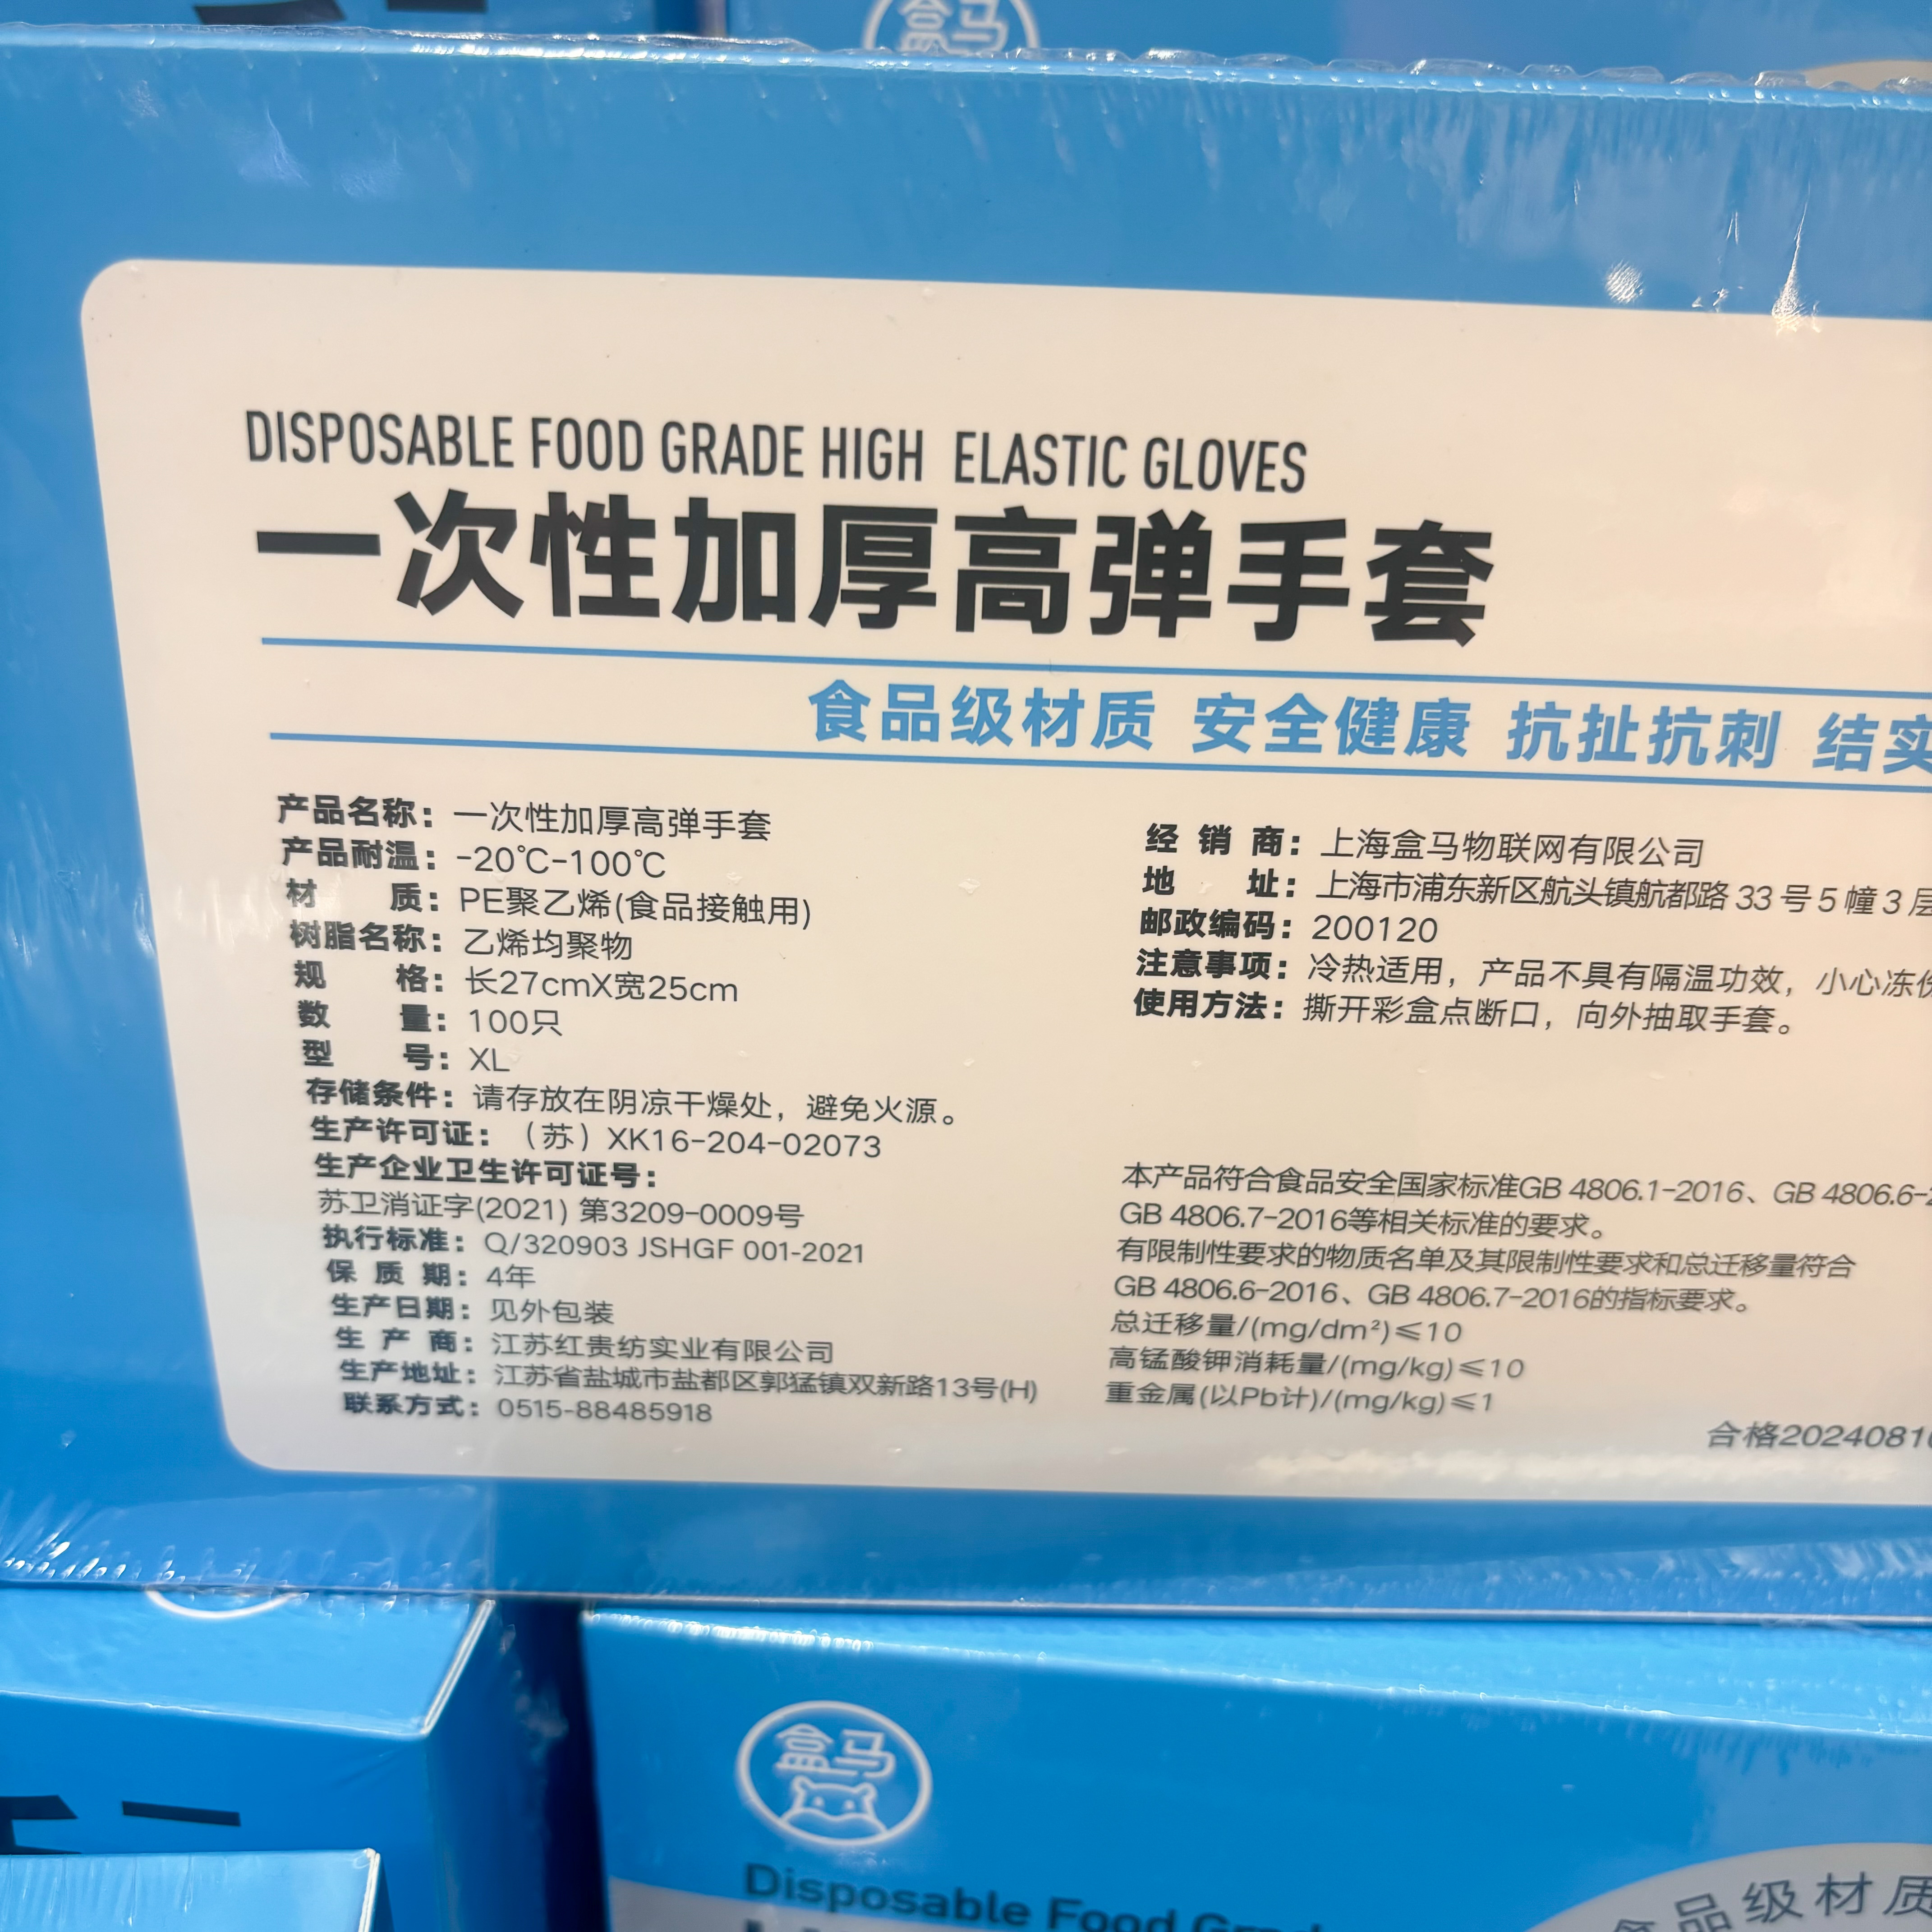 盒马
DISPOSABLE FOOD GRADE HIGH ELASTIC GLOVES
一次性加厚高弹手套
食品级材质 安全健康 抗扯抗刺 结实
产品名称：一次性加厚高弹手套
产品耐温：-20℃-100℃
材 质：PE聚乙烯(食品接触用)
树脂名称：乙烯均聚物
规 格：长27cmX宽25cm
数 量：100只
型 号：XL
存储条件：请存放在阴凉干燥处，避免火源。
生产许可证：（苏）XK16-204-02073
生产企业卫生许可证号：
苏卫消证字(2021) 第3209-0009号
执行标准：Q/320903 JSHGF 001-2021
保 质 期：4年
生产日期：见外包装
生 产 商：江苏红贵纺实业有限公司
生产地址：江苏省盐城市盐都区郭猛镇双新路13号(H)
联系方式：0515-88485918
经 销 商：上海盒马物联网有限公司
地 址：上海市浦东新区航头镇航都路33号5幢3层
邮政编码：200120
注意事项：冷热适用，产品不具有隔温功效，小心冻伤
使用方法：撕开彩盒点断口，向外抽取手套。
本产品符合食品安全国家标准GB 4806.1-2016、GB 4806.6-
GB 4806.7-2016等相关标准的要求。
有限制性要求的物质名单及其限制性要求和总迁移量符合
GB 4806.6-2016、GB 4806.7-2016的指标要求。
总迁移量/(mg/dm²)≤10
高锰酸钾消耗量/(mg/kg)≤10
重金属(以Pb计)/(mg/kg)≤1
合格2024081
盒马
Disposable Food Grad
食品级材质